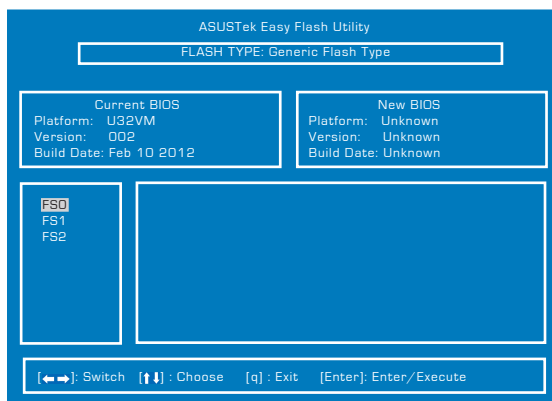 ASUSTek Easy Flash Utility
FLASH TYPE: Generic Flash Type
Current BIOS
Platform: U32VM
Version: 002
Build Date: Feb 10 2012
New BIOS
Platform: Unknown
Version: Unknown
Build Date: Unknown
FS0
FS1
FS2
[⬅➡]: Switch [⬆⬇] : Choose [q] : Exit [Enter]: Enter/Execute